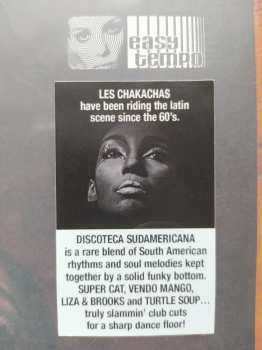 easy
tempo
LES CHAKACHAS
have been riding the latin
scene since the 60's.
DISCOTECA SUDAMERICANA
is a rare blend of South American
rhythms and soul melodies kept
together by a solid funky bottom.
SUPER CAT, VENDO MANGO,
LIZA & BROOKS and TURTLE SOUP...
truly slammin' club cuts
for a sharp dance floor!